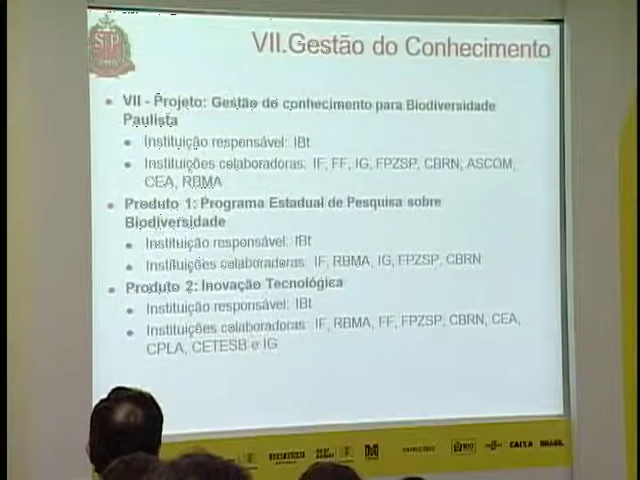 VII.Gestão do Conhecimento
VII - Projeto: Gestão do conhecimento para Biodiversidade
Paulista
Instituição responsável: IBt
Instituições colaboradoras: IF, FF, IG, FPZSP, CBRN, ASCOM,
CEA, RBMA
Produto 1: Programa Estadual de Pesquisa sobre
Biodiversidade
Instituição responsável: IBt
Instituições colaboradoras: IF, RBMA, IG, FPZSP, CBRN
Produto 2: Inovação Tecnológica
Instituição responsável: IBt
Instituições colaboradoras: IF, RBMA, FF, FPZSP, CBRN, CEA,
CPLA, CETESB e IG
PATROCÍNIO CAIXA BRASIL